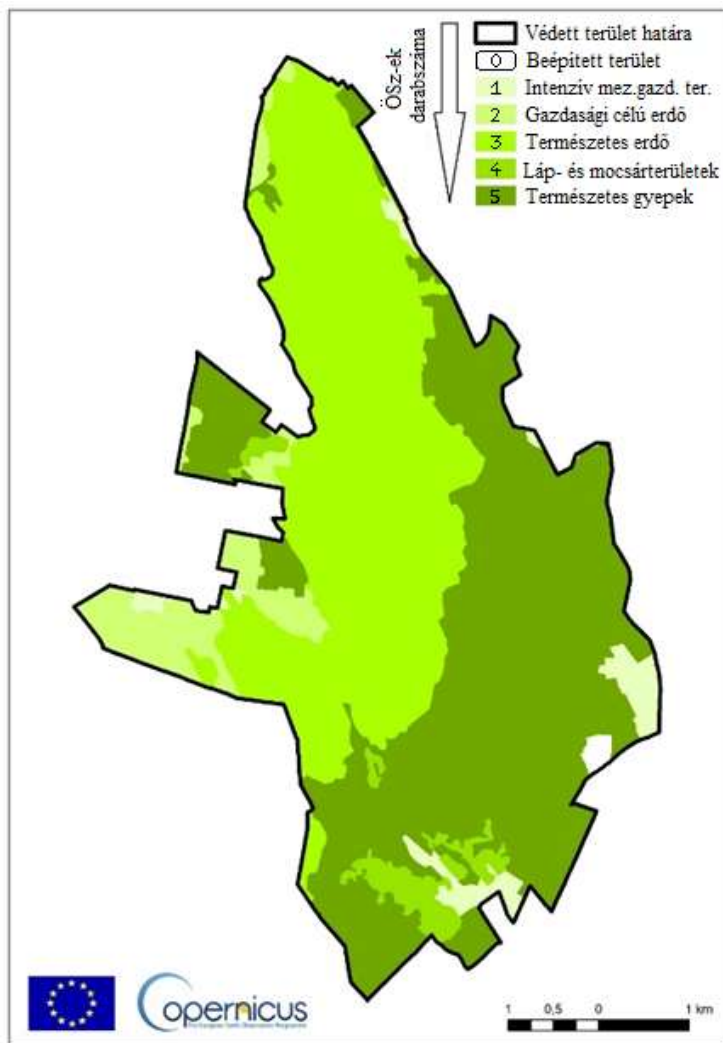 ÖSz-ek
darabszáma
Védett terület határa
0 Beépített terület
1 Intenzív mez.gazd. ter.
2 Gazdasági célú erdő
3 Természetes erdő
4 Láp- és mocsárterületek
5 Természetes gyepek
Copernicus
1 0,5 0 1 km